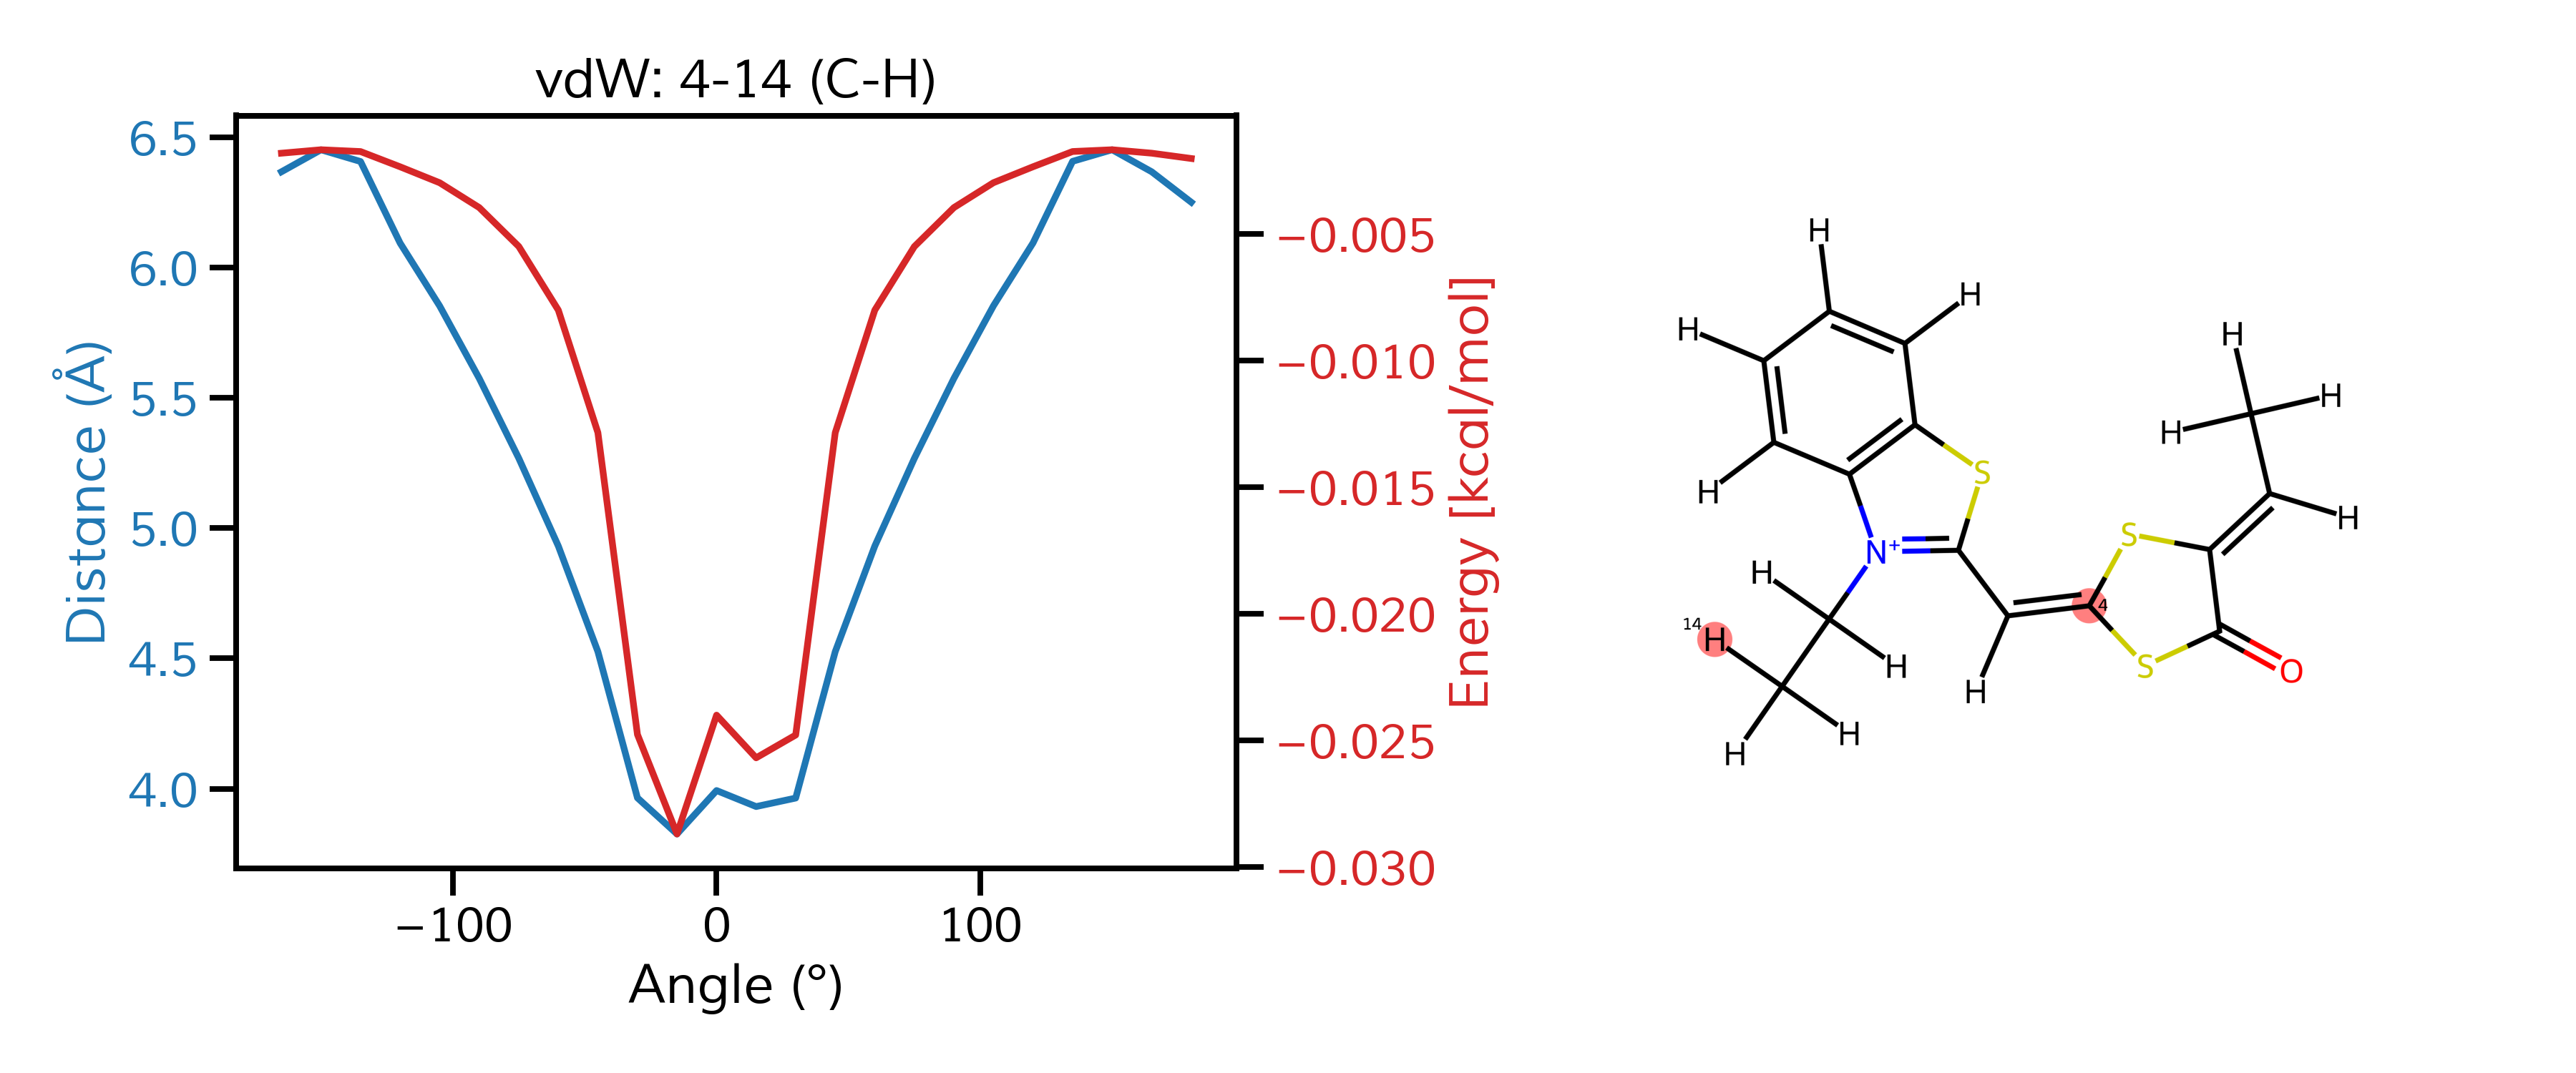 vdW: 4-14 (C-H)
6.5
6.0
5.5
5.0
4.5
4.0
Distance (Å)
−0.005
−0.010
−0.015
−0.020
−0.025
−0.030
Energy [kcal/mol]
−100 0 100
Angle (°)
H
H
H
H
H
H
H
S
H
H
S
N+
H
4
14H
H
S
O
H
H
H